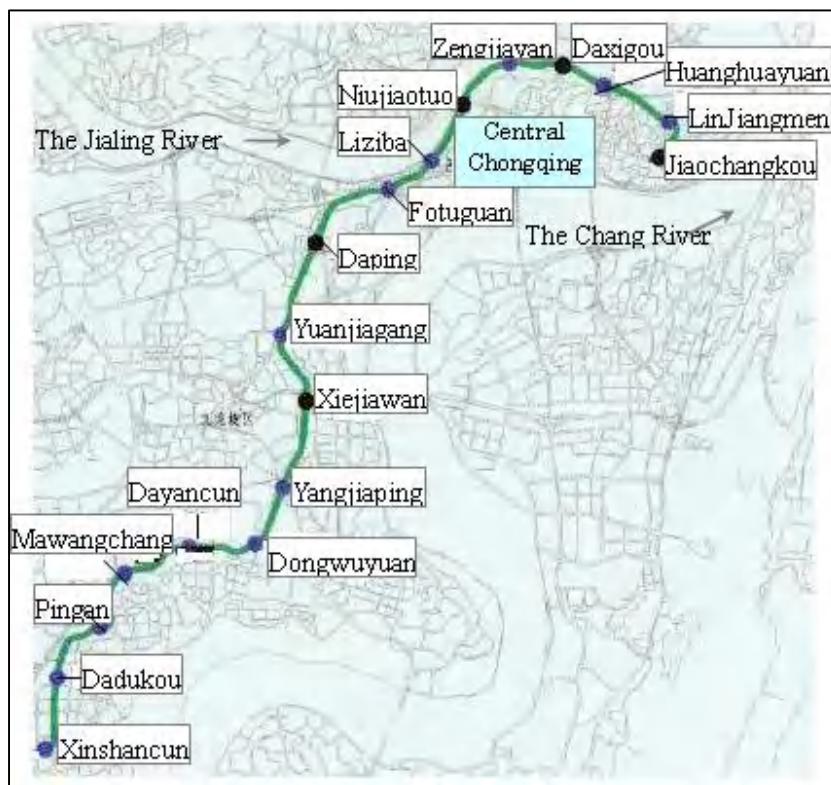 Zengjiayan
Daxigou
Huanghuayuan
Niujiaotuo
LinJiangmen
The Jialing River
Central
Chongqing
Liziba
Jiaochangkou
Fotuguan
The Chang River
Daping
Yuanjiagang
Xiejiawan
Dayancun
Yangjiaping
Mawangchang
Dongwuyuan
Pingan
Dadukou
Xinshancun